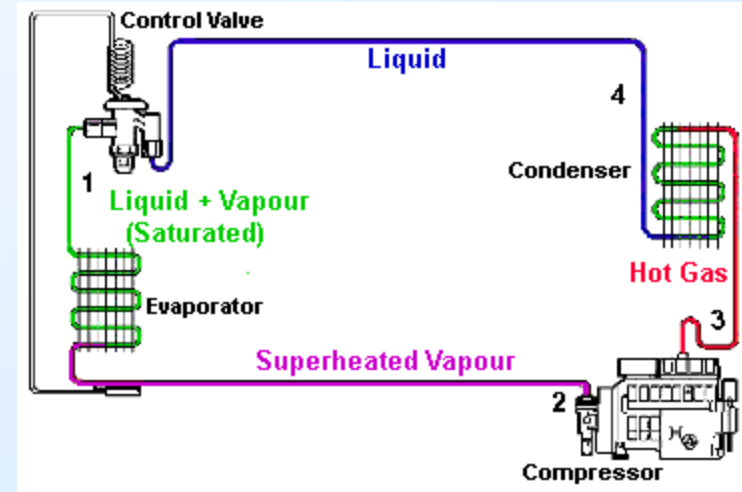 Control Valve
Liquid
4
Condenser
1
Liquid + Vapour
(Saturated)
Hot Gas
Evaporator
3
Superheated Vapour
2
Compressor